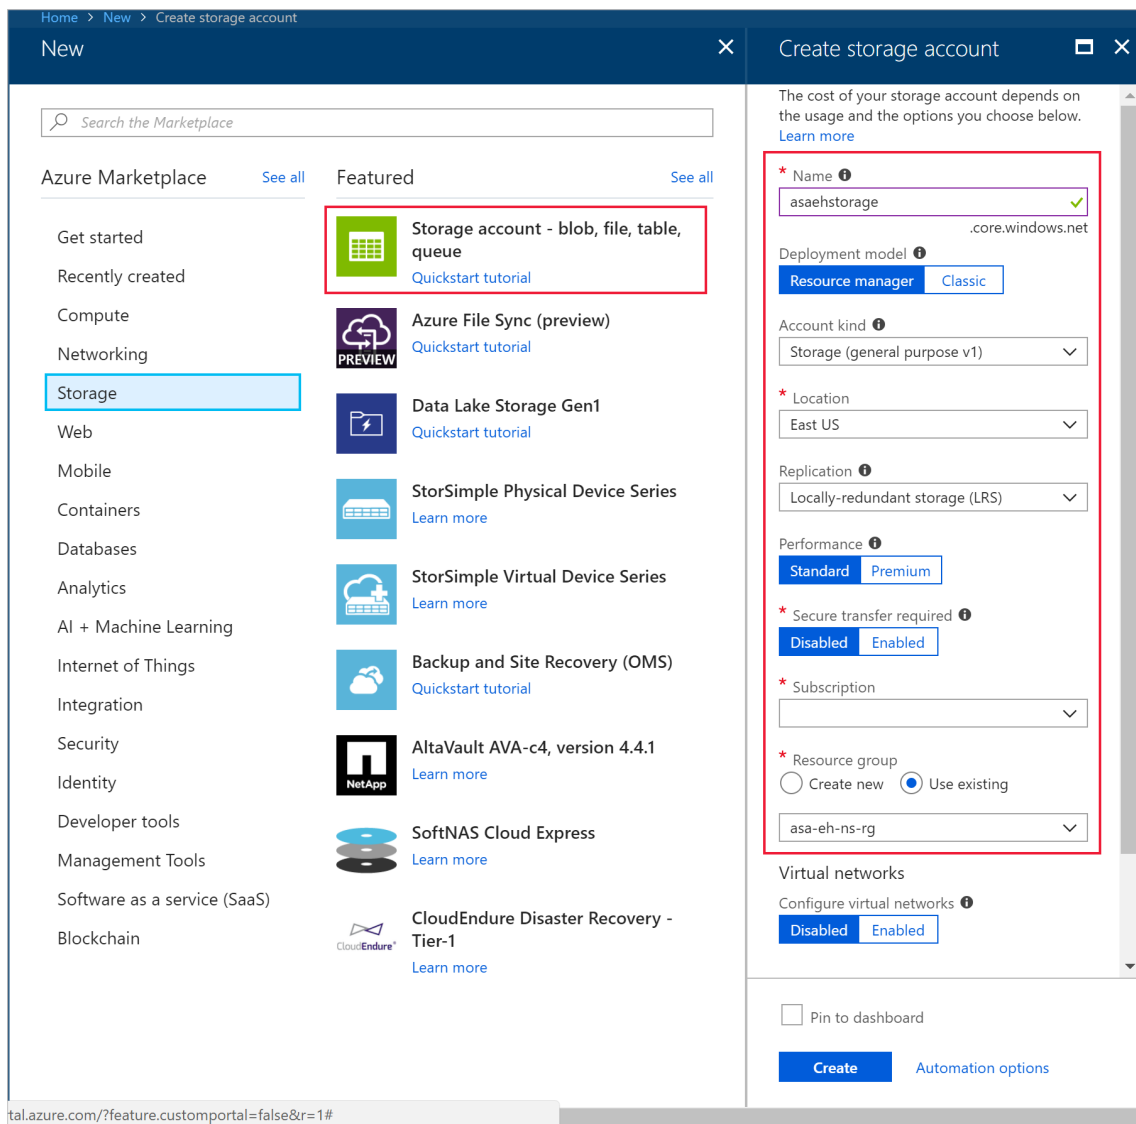 Home > New > Create storage account
New
Search the Marketplace
Azure Marketplace See all
Get started
Recently created
Compute
Networking
Storage
Web
Mobile
Containers
Databases
Analytics
AI + Machine Learning
Internet of Things
Integration
Security
Identity
Developer tools
Management Tools
Software as a service (SaaS)
Blockchain
Featured See all
Storage account - blob, file, table,
queue
Quickstart tutorial
PREVIEW
Azure File Sync (preview)
Quickstart tutorial
Data Lake Storage Gen1
Quickstart tutorial
StorSimple Physical Device Series
Learn more
StorSimple Virtual Device Series
Learn more
Backup and Site Recovery (OMS)
Quickstart tutorial
NetApp
AltaVault AVA-c4, version 4.4.1
Learn more
SoftNAS Cloud Express
Learn more
CloudEndure
CloudEndure Disaster Recovery -
Tier-1
Learn more
Create storage account
The cost of your storage account depends on
the usage and the options you choose below.
Learn more
* Name
asaehstorage
.core.windows.net
Deployment model
Resource manager Classic
Account kind
Storage (general purpose v1)
* Location
East US
Replication
Locally-redundant storage (LRS)
Performance
Standard Premium
* Secure transfer required
Disabled Enabled
* Subscription
* Resource group
Create new Use existing
asa-eh-ns-rg
Virtual networks
Configure virtual networks
Disabled Enabled
Pin to dashboard
Create Automation options
tal.azure.com/?feature.customportal=false&r=1#